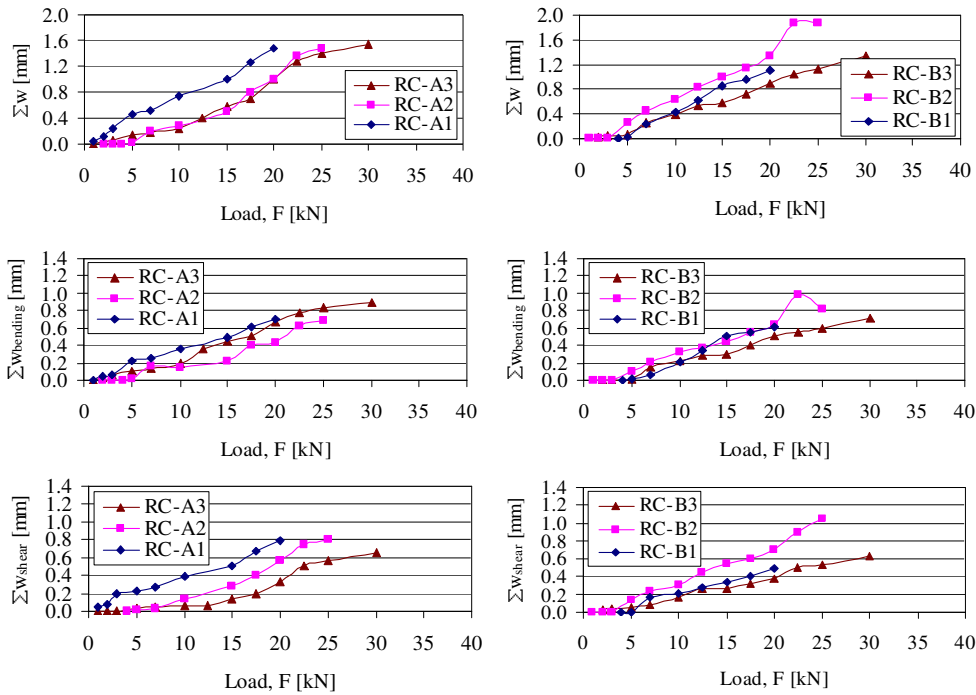 ∑w [mm]
2.0
1.6
1.2
0.8
0.4
0.0
RC-A3
RC-A2
RC-A1
0 5 10 15 20 25 30 35 40
Load, F [kN]
∑w [mm]
2.0
1.6
1.2
0.8
0.4
0.0
RC-B3
RC-B2
RC-B1
0 5 10 15 20 25 30 35 40
Load, F [kN]
∑wbending [mm]
1.4
1.2
1.0
0.8
0.6
0.4
0.2
0.0
RC-A3
RC-A2
RC-A1
0 5 10 15 20 25 30 35 40
Load, F [kN]
∑wbending [mm]
1.4
1.2
1.0
0.8
0.6
0.4
0.2
0.0
RC-B3
RC-B2
RC-B1
0 5 10 15 20 25 30 35 40
Load, F [kN]
∑wshear [mm]
1.4
1.2
1.0
0.8
0.6
0.4
0.2
0.0
RC-A3
RC-A2
RC-A1
0 5 10 15 20 25 30 35 40
Load, F [kN]
∑wshear [mm]
1.4
1.2
1.0
0.8
0.6
0.4
0.2
0.0
RC-B3
RC-B2
RC-B1
0 5 10 15 20 25 30 35 40
Load, F [kN]